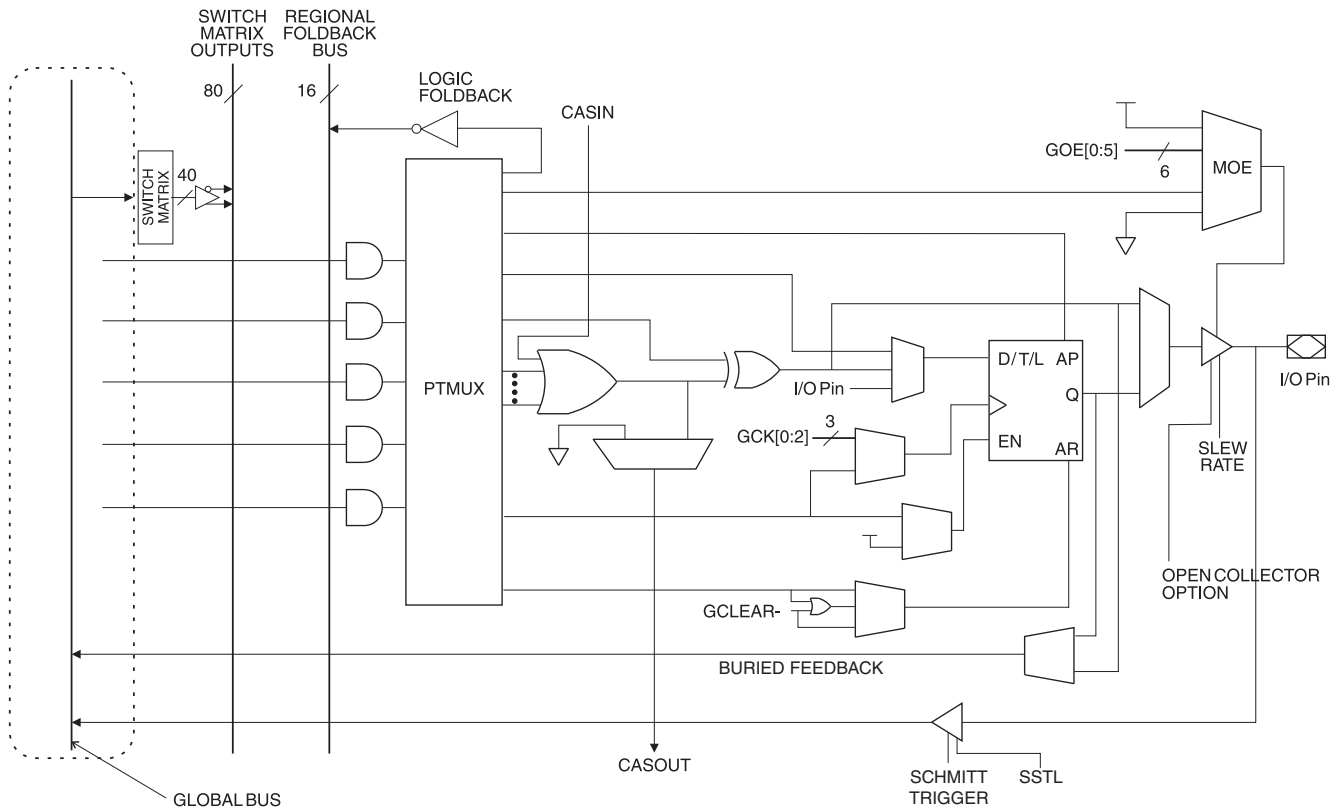 SWITCH
MATRIX
OUTPUTS
REGIONAL
FOLDBACK
BUS
80
16
LOGIC
FOLDBACK
CASIN
GOE[0:5]
6
MOE
SWITCH
MATRIX
40
PTMUX
I/O Pin
D/T/L AP
Q
EN
AR
I/O Pin
GCK[0:2]
3
SLEW
RATE
OPEN COLLECTOR
OPTION
GCLEAR-
BURIED FEEDBACK
CASOUT
SCHMITT
TRIGGER
SSTL
GLOBAL BUS